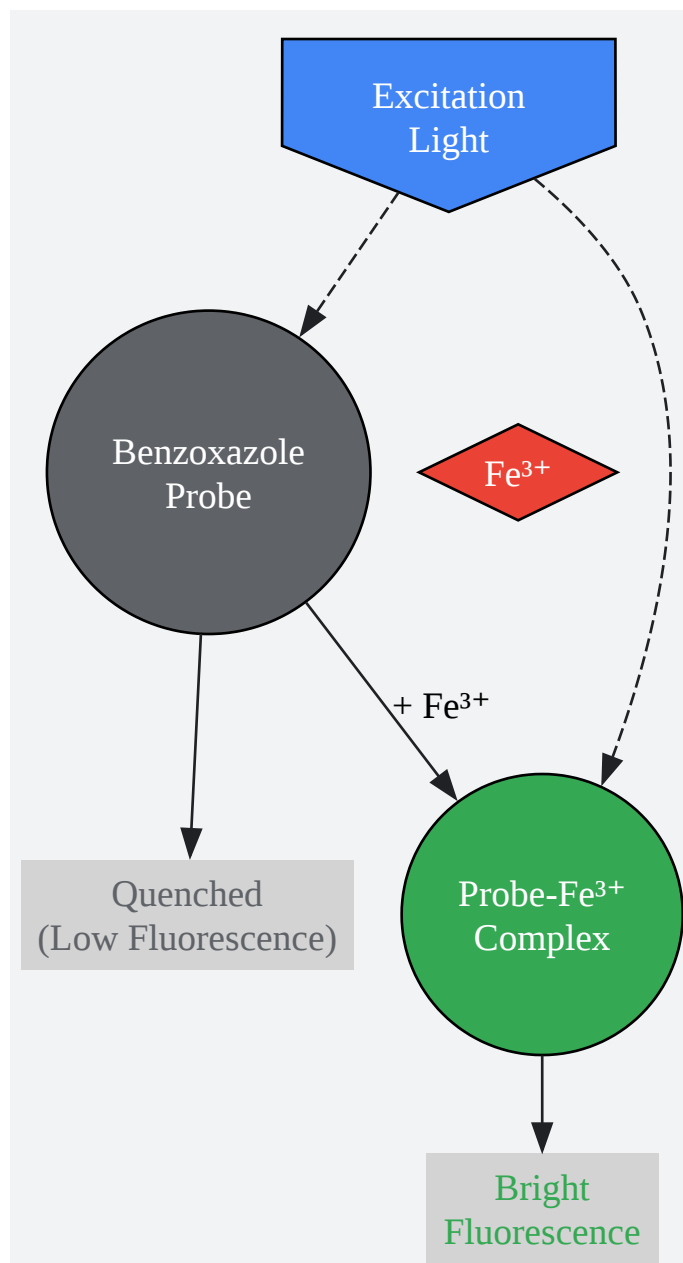 Excitation
Light
Benzoxazole
Probe
Fe³⁺
+ Fe³⁺
Quenched
(Low Fluorescence)
Probe-Fe³⁺
Complex
Bright
Fluorescence